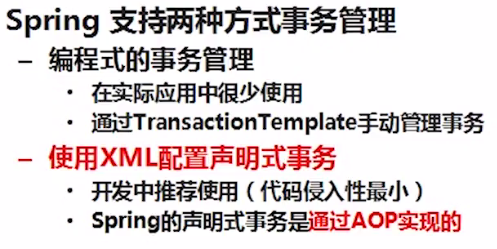 Spring 支持两种方式事务管理
– 编程式的事务管理
• 在实际应用中很少使用
• 通过TransactionTemplate手动管理事务
– 使用XML配置声明式事务
• 开发中推荐使用（代码侵入性最小）
• Spring的声明式事务是通过AOP实现的